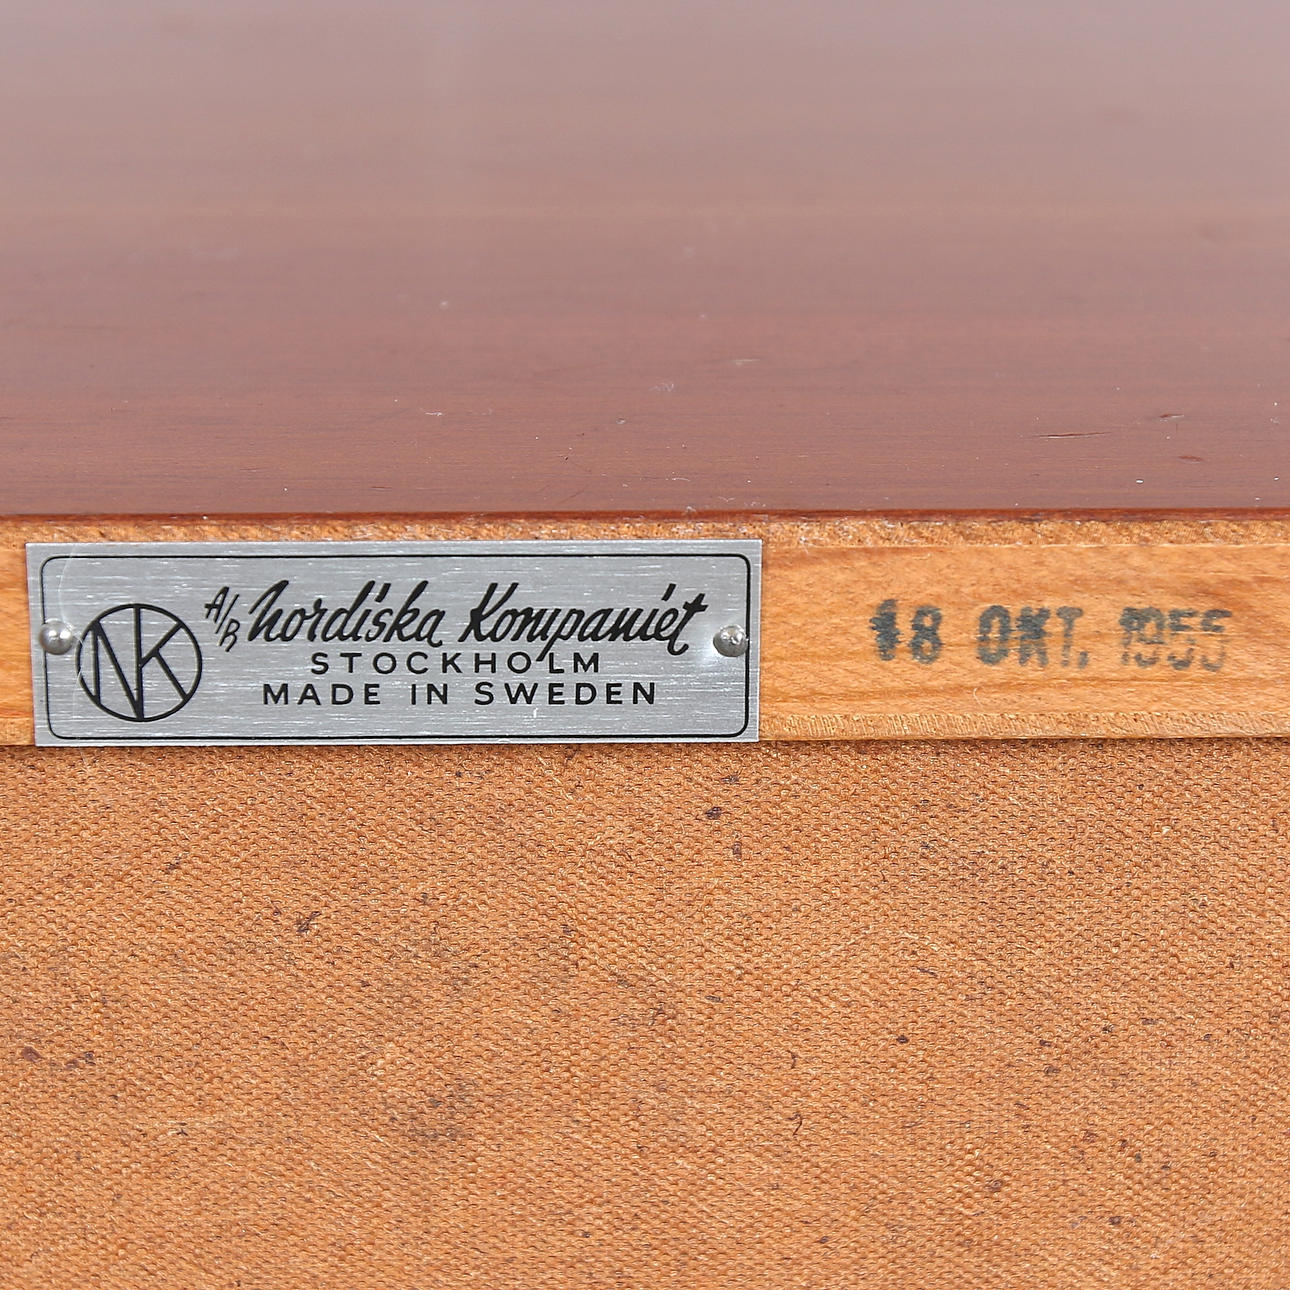 NK
A/B Nordiska Kompaniet
STOCKHOLM
MADE IN SWEDEN
18 OKT. 1955